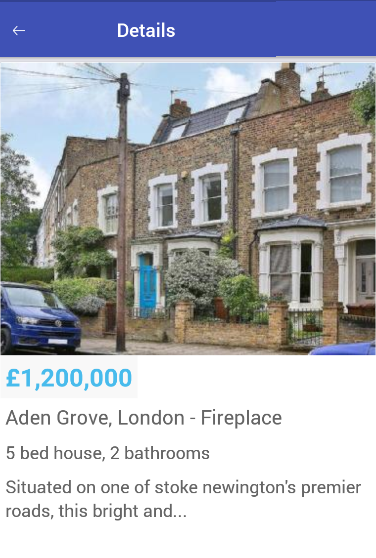 Details
£1,200,000
Aden Grove, London - Fireplace
5 bed house, 2 bathrooms
Situated on one of stoke newington's premier
roads, this bright and...